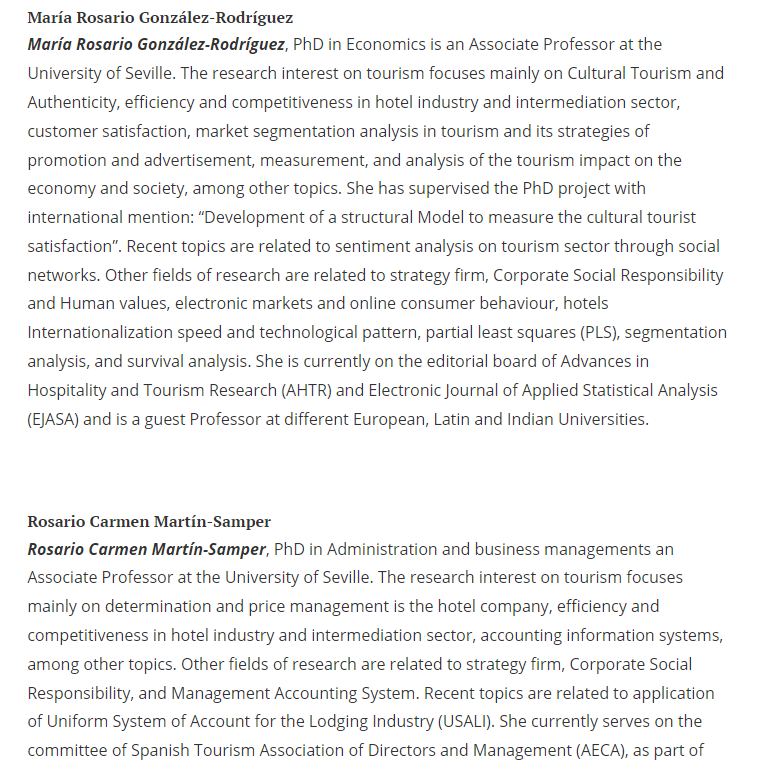 María Rosario González-Rodríguez
María Rosario González-Rodríguez, PhD in Economics is an Associate Professor at the
University of Seville. The research interest on tourism focuses mainly on Cultural Tourism and
Authenticity, efficiency and competitiveness in hotel industry and intermediation sector,
customer satisfaction, market segmentation analysis in tourism and its strategies of
promotion and advertisement, measurement, and analysis of the tourism impact on the
economy and society, among other topics. She has supervised the PhD project with
international mention: “Development of a structural Model to measure the cultural tourist
satisfaction”. Recent topics are related to sentiment analysis on tourism sector through social
networks. Other fields of research are related to strategy firm, Corporate Social Responsibility
and Human values, electronic markets and online consumer behaviour, hotels
Internationalization speed and technological pattern, partial least squares (PLS), segmentation
analysis, and survival analysis. She is currently on the editorial board of Advances in
Hospitality and Tourism Research (AHTR) and Electronic Journal of Applied Statistical Analysis
(EJASA) and is a guest Professor at different European, Latin and Indian Universities.
Rosario Carmen Martín-Samper
Rosario Carmen Martín-Samper, PhD in Administration and business managements an
Associate Professor at the University of Seville. The research interest on tourism focuses
mainly on determination and price management is the hotel company, efficiency and
competitiveness in hotel industry and intermediation sector, accounting information systems,
among other topics. Other fields of research are related to strategy firm, Corporate Social
Responsibility, and Management Accounting System. Recent topics are related to application
of Uniform System of Account for the Lodging Industry (USALI). She currently serves on the
committee of Spanish Tourism Association of Directors and Management (AECA), as part of